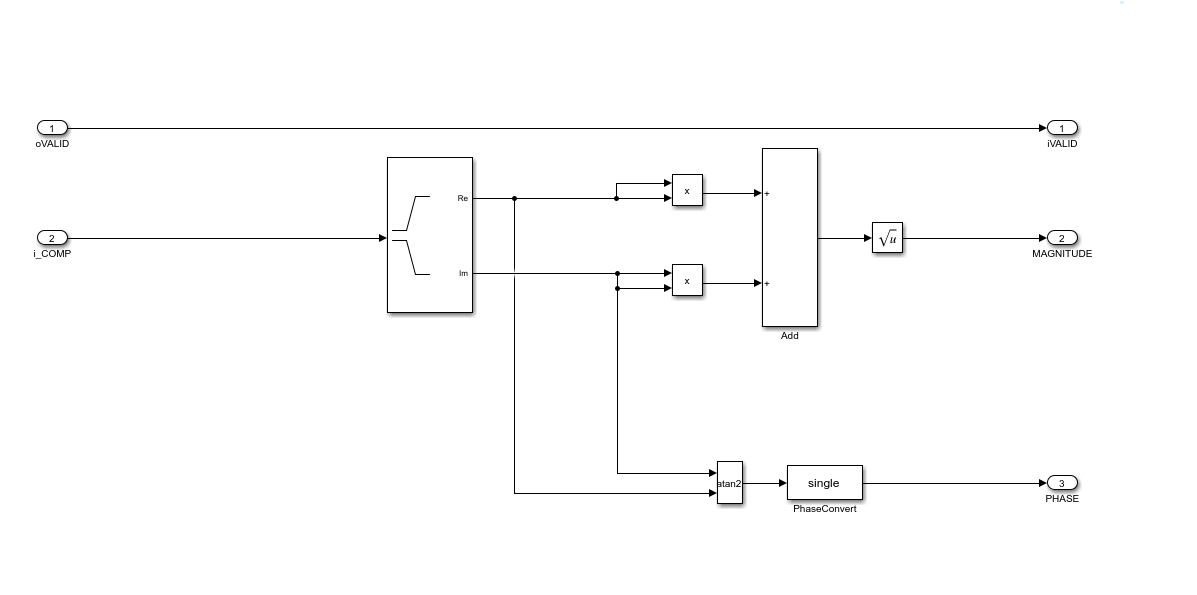 1
oVALID
1
iVALID
Re
x
+
2
i_COMP
√u
2
MAGNITUDE
Im
x
+
Add
atan2
single
PhaseConvert
3
PHASE